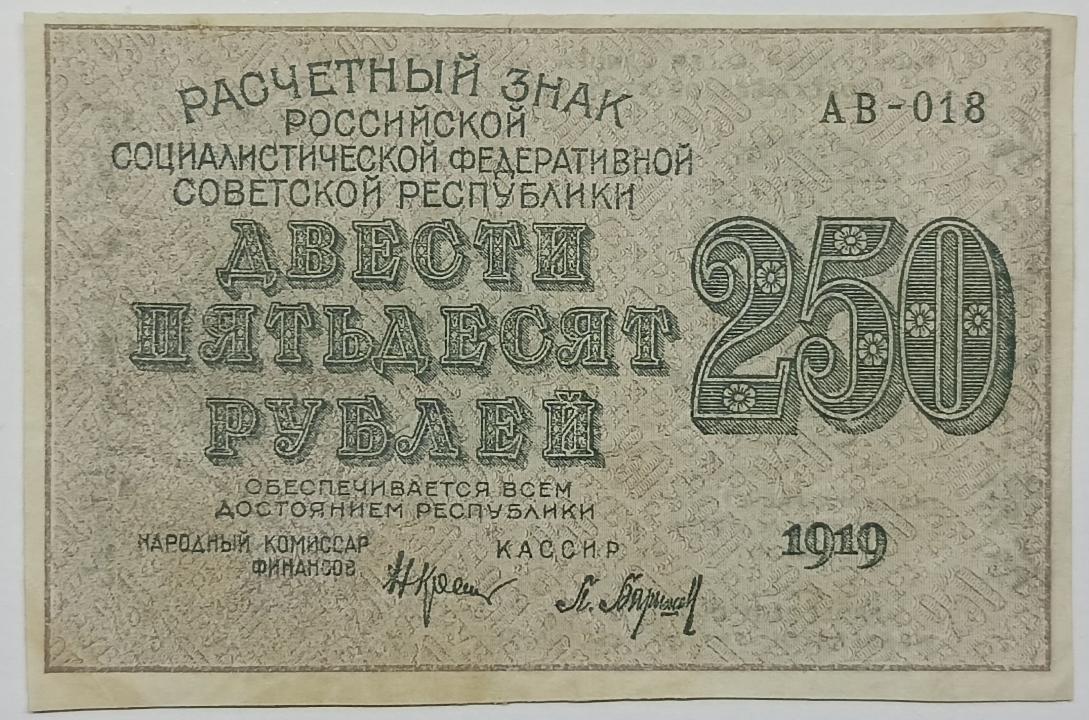 РАСЧЕТНЫЙ ЗНАК
РОССИЙСКОЙ
СОЦИАЛИСТИЧЕСКОЙ ФЕДЕРАТИВНОЙ
СОВЕТСКОЙ РЕСПУБЛИКИ
АВ-018
ДВЕСТИ
ПЯТЬДЕСЯТ
РУБЛЕЙ
250
ОБЕСПЕЧИВАЕТСЯ ВСЕМ
ДОСТОЯНИЕМ РЕСПУБЛИКИ
НАРОДНЫЙ КОМИССАР
ФИНАНСОВ
КАССИР
1919